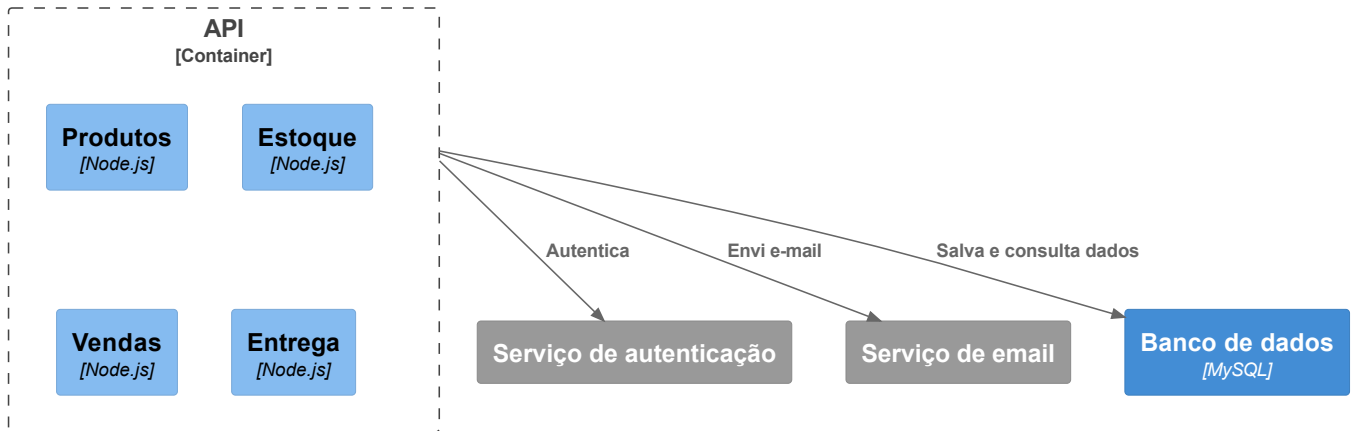 API
[Container]
Produtos
[Node.js]
Estoque
[Node.js]
Autentica
Envi e-mail
Salva e consulta dados
Vendas
[Node.js]
Entrega
[Node.js]
Serviço de autenticação
Serviço de email
Banco de dados
[MySQL]